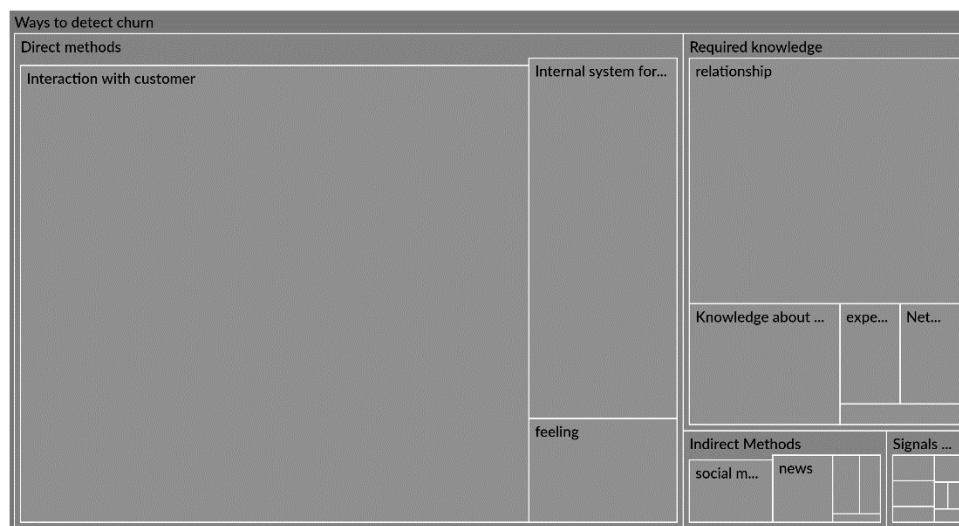 Ways to detect churn
Direct methods
Interaction with customer
Internal system for...
feeling
Required knowledge
relationship
Knowledge about ...
expe...
Net...
Indirect Methods
social m...
news
Signals ...